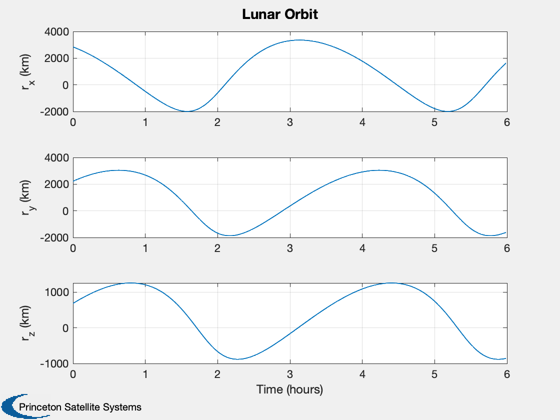 Lunar Orbit
4000
2000
0
-2000
r_x (km)
0 1 2 3 4 5 6
4000
2000
0
-2000
r_y (km)
0 1 2 3 4 5 6
1000
0
-1000
r_z (km)
0 1 2 3 4 5 6
Time (hours)
Princeton Satellite Systems